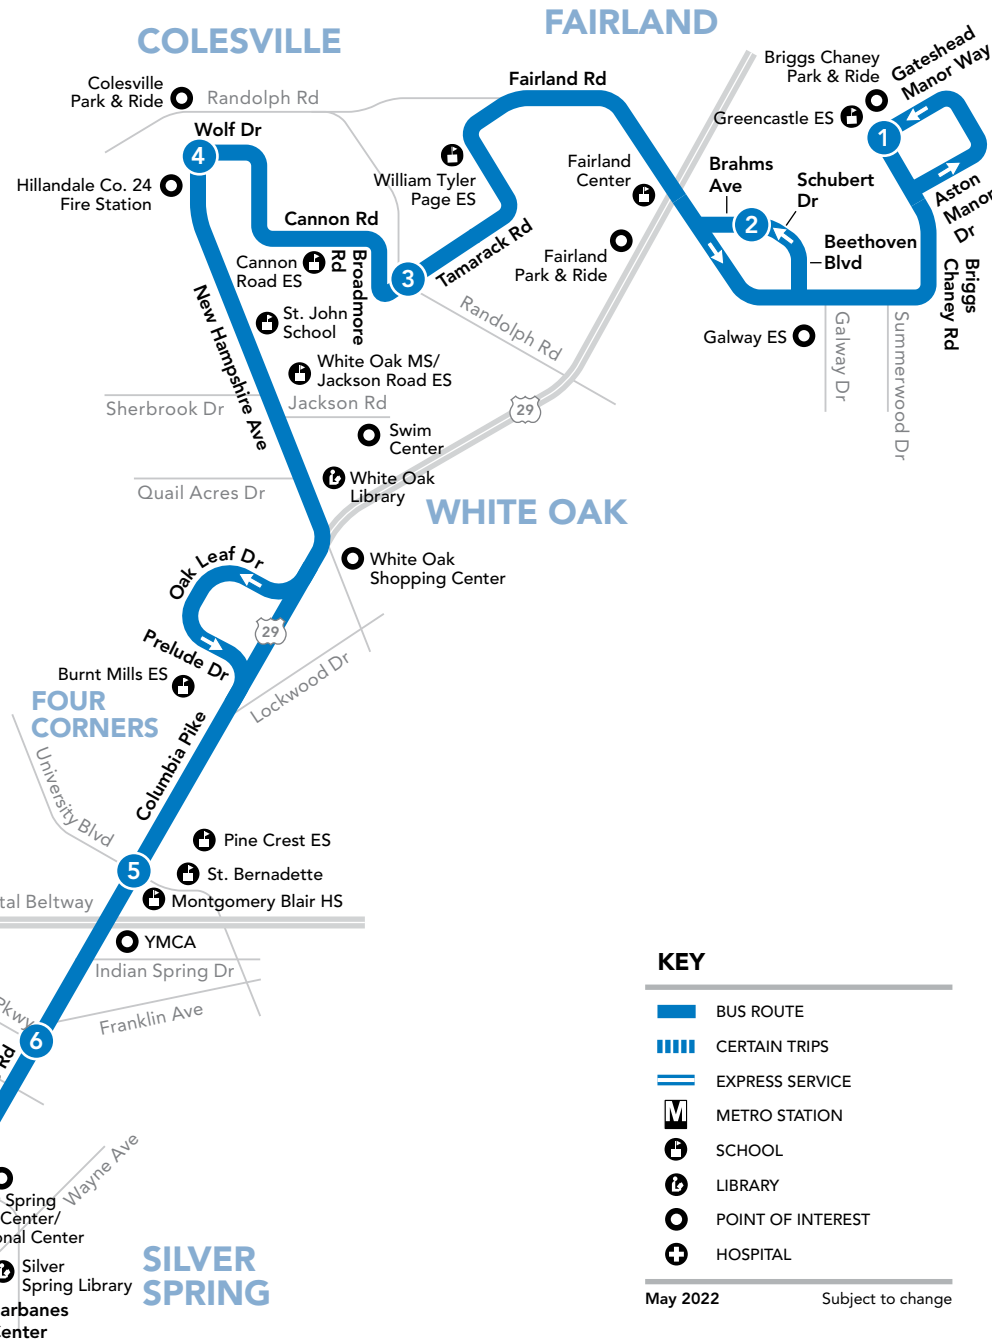 COLESVILLE
FAIRLAND
Colesville
Park & Ride
Randolph Rd
Wolf Dr
4
Hillandale Co. 24
Fire Station
Fairland Rd
William Tyler
Page ES
Cannon Rd
Cannon
Road ES
Broadmore
Rd
3
Tamarack Rd
Randolph Rd
Fairland
Center
Fairland
Park & Ride
Briggs Chaney
Park & Ride
Gateshead
Manor Way
Greencastle ES
1
Aston
Manor
Dr
Brahms
Ave
2
Schubert
Dr
Beethoven
Blvd
Briggs
Chaney Rd
Galway ES
Galway Dr
Summerwood Dr
St. John
School
New Hampshire Ave
White Oak MS/
Jackson Road ES
Sherbrook Dr
Jackson Rd
29
Swim
Center
Quail Acres Dr
White Oak
Library
WHITE OAK
White Oak
Shopping Center
Oak Leaf Dr
29
Prelude Dr
Lockwood Dr
Burnt Mills ES
FOUR
CORNERS
Columbia Pike
University Blvd
Pine Crest ES
5
St. Bernadette
Montgomery Blair HS
tal Beltway
YMCA
Indian Spring Dr
Franklin Ave
Pkwy
6
Rd
Wayne Ave
Spring
Center/
onal Center
Silver
Spring Library
arbanes
enter
SILVER
SPRING
KEY
BUS ROUTE
CERTAIN TRIPS
EXPRESS SERVICE
M METRO STATION
SCHOOL
LIBRARY
POINT OF INTEREST
HOSPITAL
May 2022 Subject to change